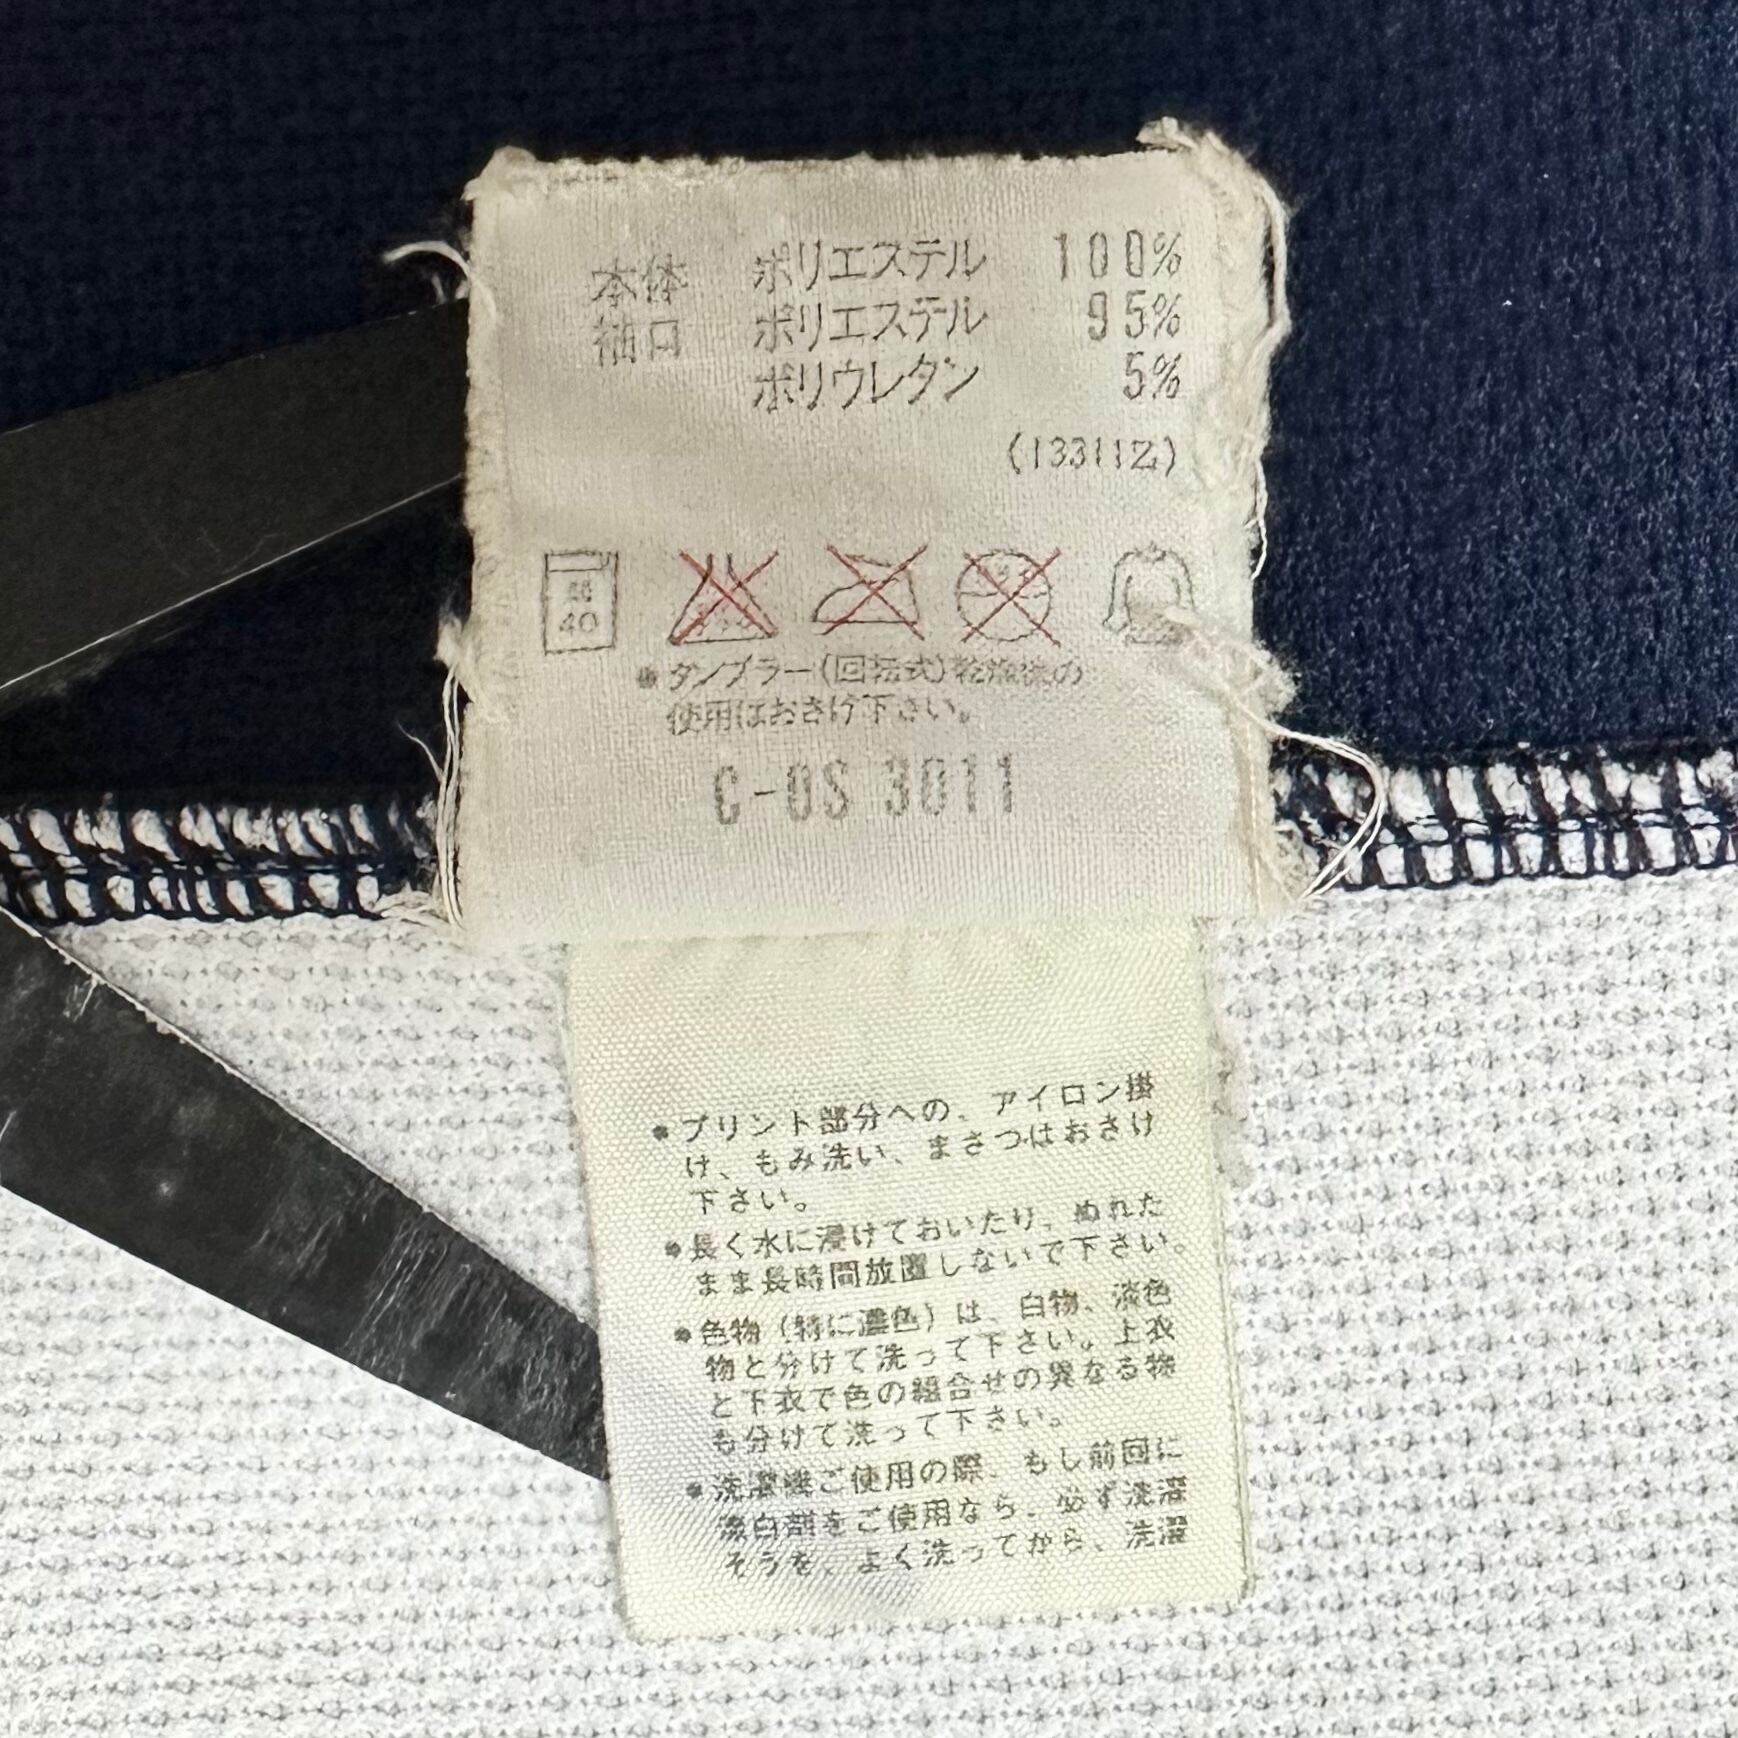 本体 ポリエステル 100%
袖口 ポリエステル 95%
ポリウレタン 5%
(13311Z)
40
●タンブラー(回転式)乾燥機の
使用はおさけ下さい。
C-OS 3011
●プリント部分への、アイロン掛
け、もみ洗い、まさつはおさけ
下さい。
●長く水に浸けておいたり、ぬれた
まま長時間放置しないで下さい。
●色物(特に濃色)は、白物、淡色
物と分けて洗って下さい。上衣
と下衣で色の組合せの異なる物
も分けて洗って下さい。
●洗濯機ご使用の際、もし前回に
漂白剤をご使用なら、必ず洗濯
そうを、よく洗ってから、洗濯